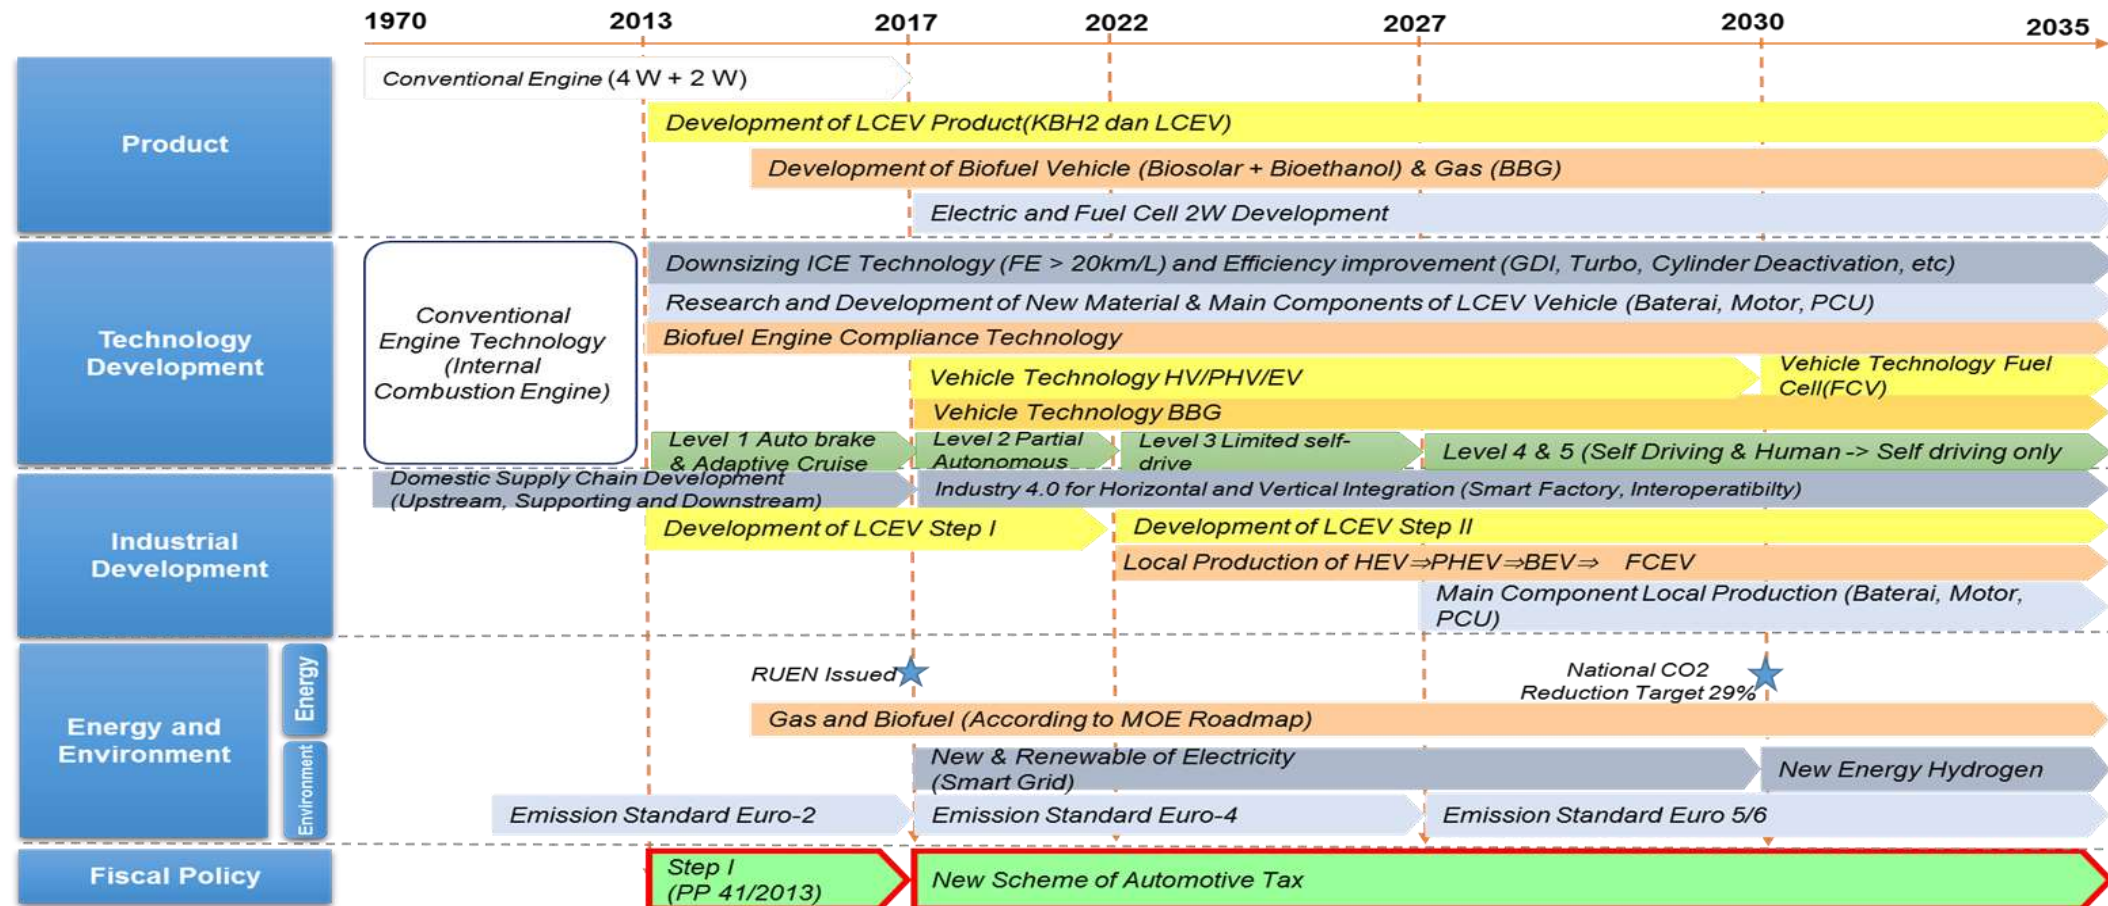 1970 2013 2017 2022 2027 2030 2035
Product
Conventional Engine (4 W + 2 W)
Development of LCEV Product(KBH2 dan LCEV)
Development of Biofuel Vehicle (Biosolar + Bioethanol) & Gas (BBG)
Electric and Fuel Cell 2W Development
Technology
Development
Conventional
Engine Technology
(Internal
Combustion Engine)
Downsizing ICE Technology (FE > 20km/L) and Efficiency improvement (GDI, Turbo, Cylinder Deactivation, etc)
Research and Development of New Material & Main Components of LCEV Vehicle (Baterai, Motor, PCU)
Biofuel Engine Compliance Technology
Vehicle Technology HV/PHV/EV
Vehicle Technology Fuel
Cell(FCV)
Vehicle Technology BBG
Level 1 Auto brake
& Adaptive Cruise
Level 2 Partial
Autonomous
Level 3 Limited self-
drive
Level 4 & 5 (Self Driving & Human -> Self driving only
Industrial
Development
Domestic Supply Chain Development
(Upstream, Supporting and Downstream)
Industry 4.0 for Horizontal and Vertical Integration (Smart Factory, Interoperatibilty)
Development of LCEV Step I
Development of LCEV Step II
Local Production of HEV⇒PHEV⇒BEV⇒ FCEV
Main Component Local Production (Baterai, Motor,
PCU)
Energy and
Environment
Energy
Environment
RUEN Issued
National CO2
Reduction Target 29%
Gas and Biofuel (According to MOE Roadmap)
New & Renewable of Electricity
(Smart Grid)
New Energy Hydrogen
Emission Standard Euro-2
Emission Standard Euro-4
Emission Standard Euro 5/6
Fiscal Policy
Step I
(PP 41/2013)
New Scheme of Automotive Tax